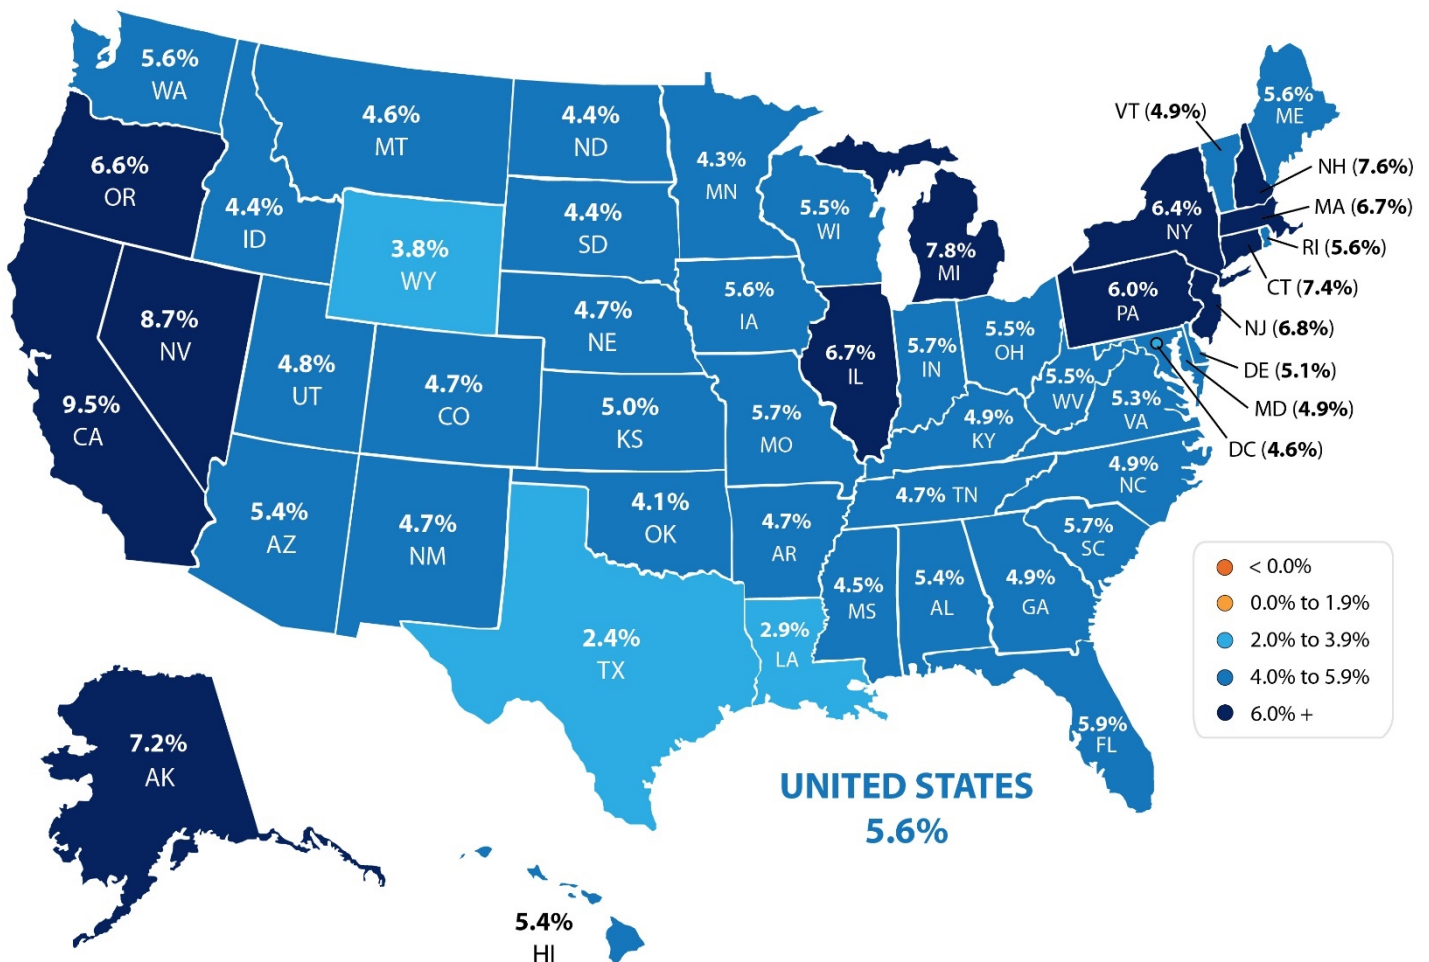 5.6%
WA
6.6%
OR
9.5%
CA
8.7%
NV
4.4%
ID
4.6%
MT
3.8%
WY
4.8%
UT
4.7%
CO
5.4%
AZ
4.7%
NM
4.4%
ND
4.4%
SD
4.7%
NE
5.0%
KS
4.1%
OK
2.4%
TX
4.3%
MN
5.6%
IA
5.7%
MO
4.7%
AR
2.9%
LA
5.5%
WI
6.7%
IL
7.8%
MI
5.7%
IN
5.5%
OH
4.9%
KY
4.7% TN
4.5%
MS
5.4%
AL
4.9%
GA
5.9%
FL
5.7%
SC
4.9%
NC
5.3%
VA
5.5%
WV
6.0%
PA
6.4%
NY
5.6%
ME
VT (4.9%)
NH (7.6%)
MA (6.7%)
RI (5.6%)
CT (7.4%)
NJ (6.8%)
DE (5.1%)
MD (4.9%)
DC (4.6%)
< 0.0%
0.0% to 1.9%
2.0% to 3.9%
4.0% to 5.9%
6.0% +
7.2%
AK
5.4%
HI
UNITED STATES
5.6%